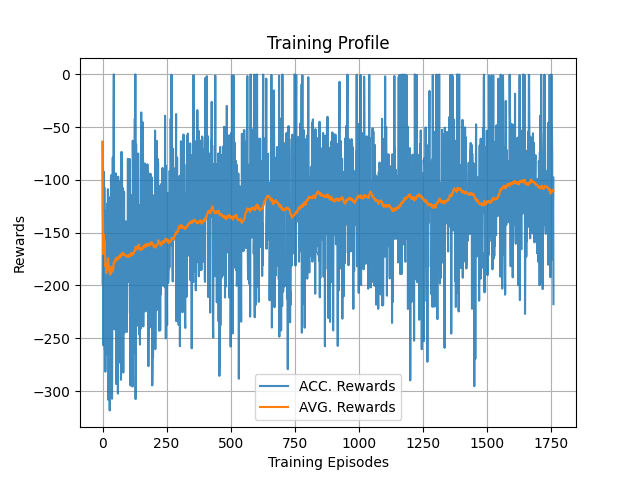 Training Profile
0
−50
−100
−150
−200
−250
−300
Rewards
ACC. Rewards
AVG. Rewards
0 250 500 750 1000 1250 1500 1750
Training Episodes